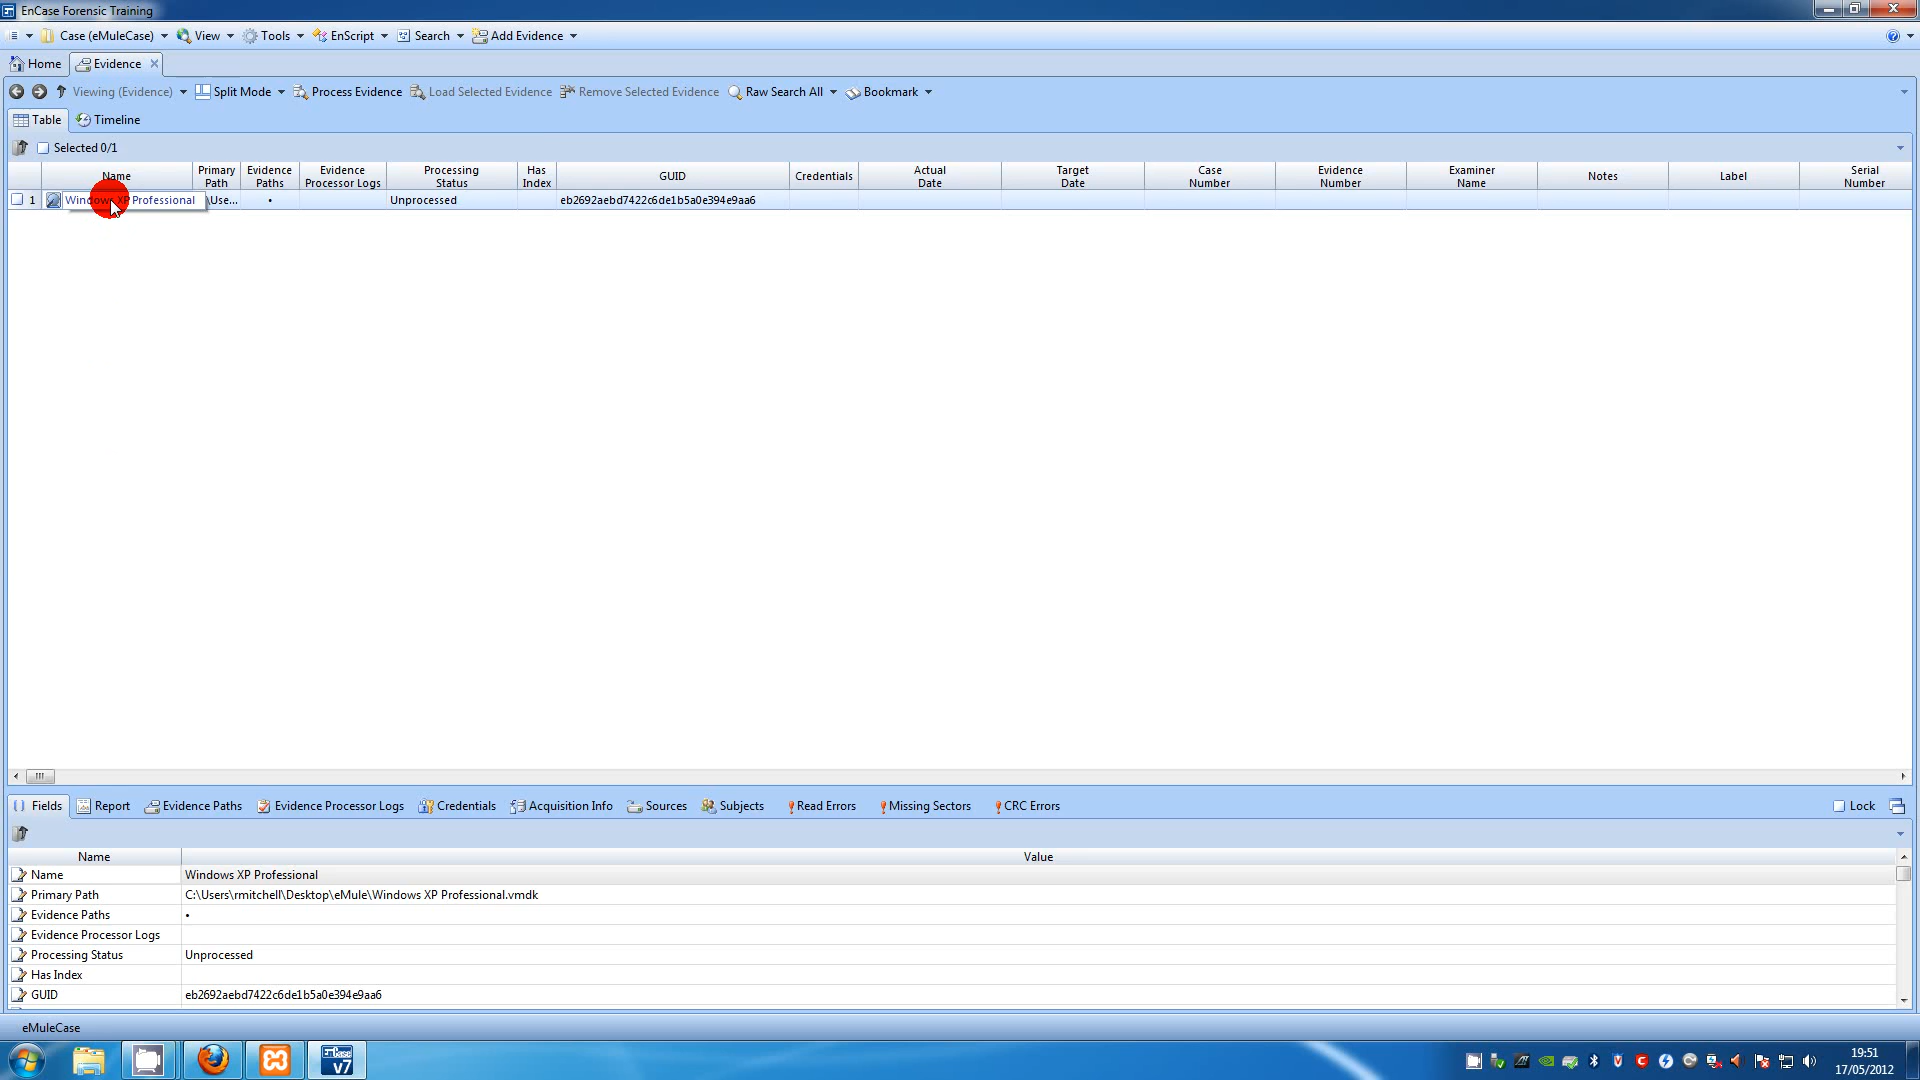 EnCase Forensic Training
Case (eMuleCase) View Tools EnScript Search Add Evidence
Home Evidence
Viewing (Evidence) Split Mode Process Evidence Load Selected Evidence Remove Selected Evidence Raw Search All Bookmark
Table Timeline
Selected 0/1
Name Primary Path Evidence Paths Evidence Processor Logs Processing Status Has Index GUID Credentials Actual Date Target Date Case Number Evidence Number Examiner Name Notes Label Serial Number
1 Windows XP Professional \Use... • Unprocessed eb2692aebd7422c6de1b5a0e394e9aa6
Fields Report Evidence Paths Evidence Processor Logs Credentials Acquisition Info Sources Subjects Read Errors Missing Sectors CRC Errors Lock
Name Value
Name Windows XP Professional
Primary Path C:\Users\rmitchell\Desktop\eMule\Windows XP Professional.vmdk
Evidence Paths •
Evidence Processor Logs
Processing Status Unprocessed
Has Index
GUID eb2692aebd7422c6de1b5a0e394e9aa6
eMuleCase
v7
19:51
17/05/2012